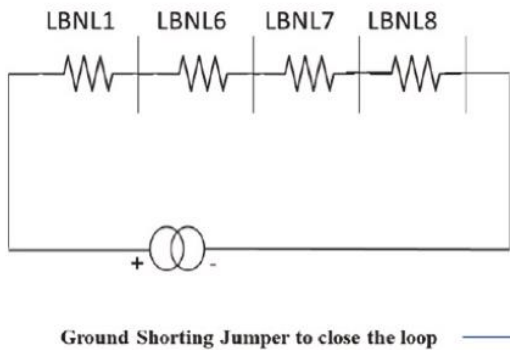 LBNL1 LBNL6 LBNL7 LBNL8
+ -
Ground Shorting Jumper to close the loop